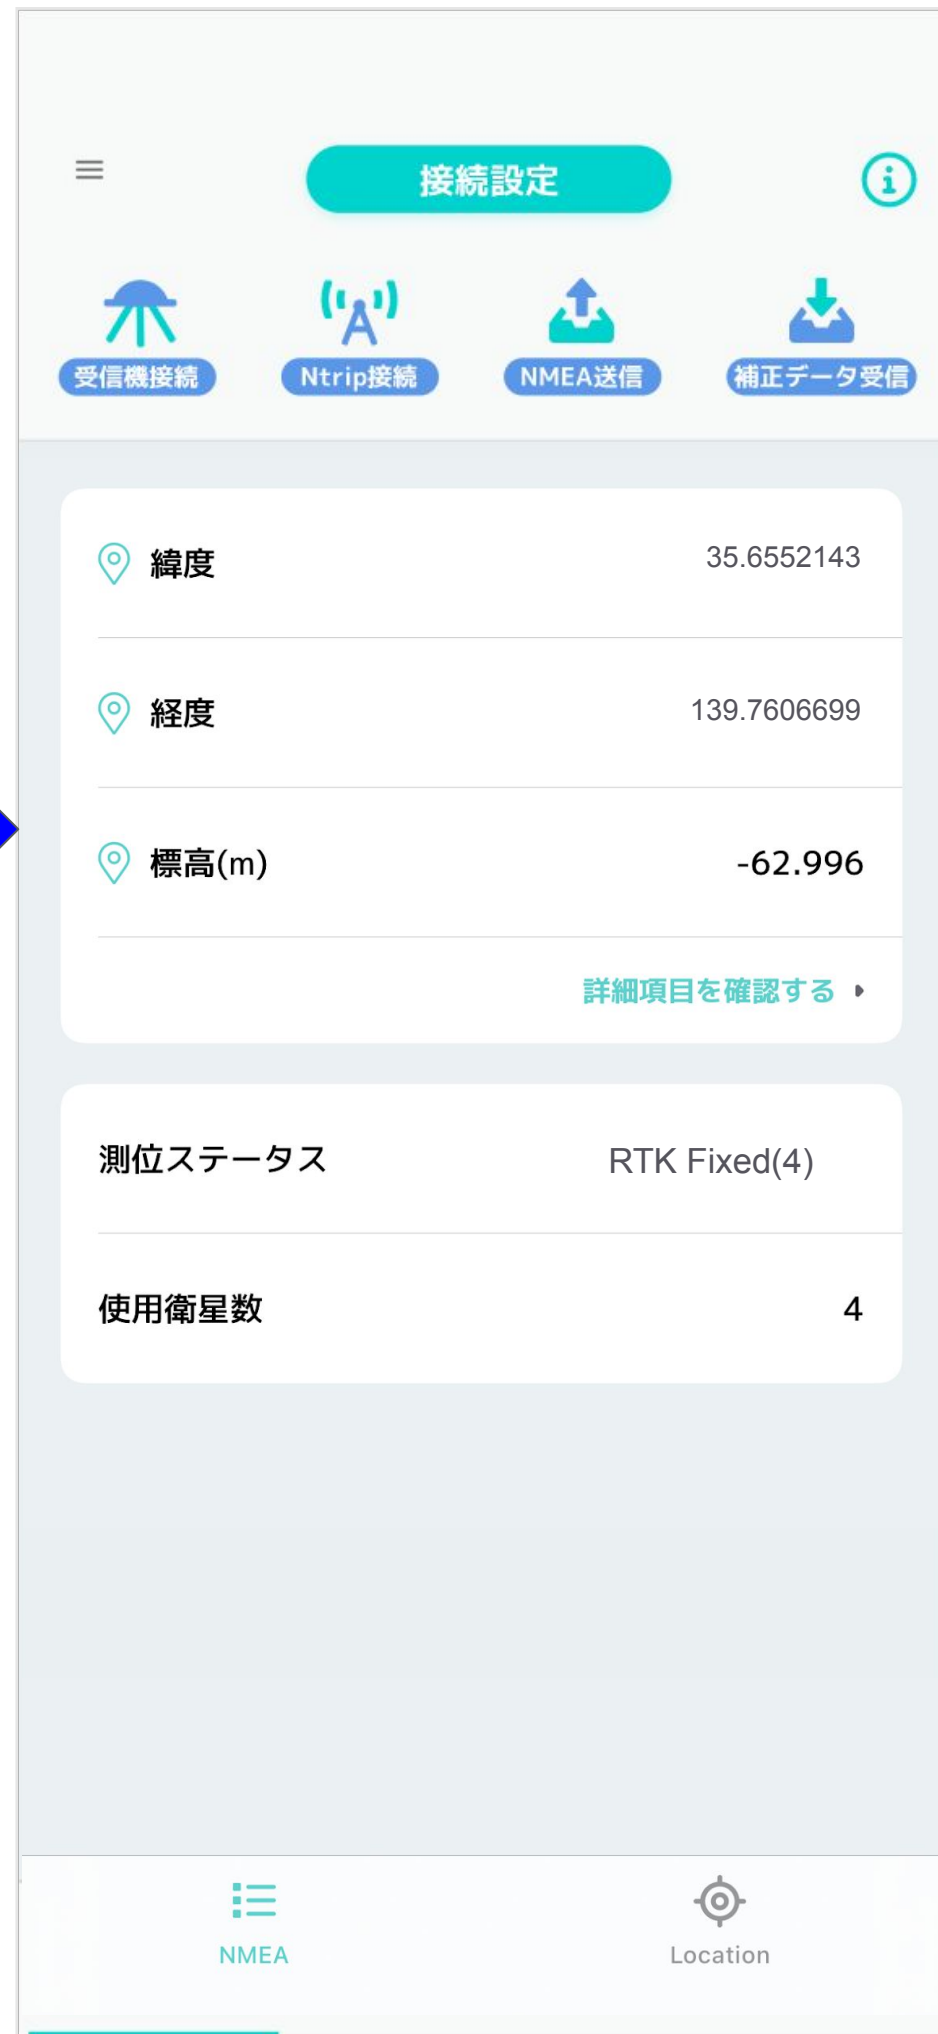 接続設定
受信機接続
Ntrip接続
NMEA送信
補正データ受信
緯度 35.6552143
経度 139.7606699
標高(m) -62.996
詳細項目を確認する
測位ステータス RTK Fixed(4)
使用衛星数 4
NMEA
Location